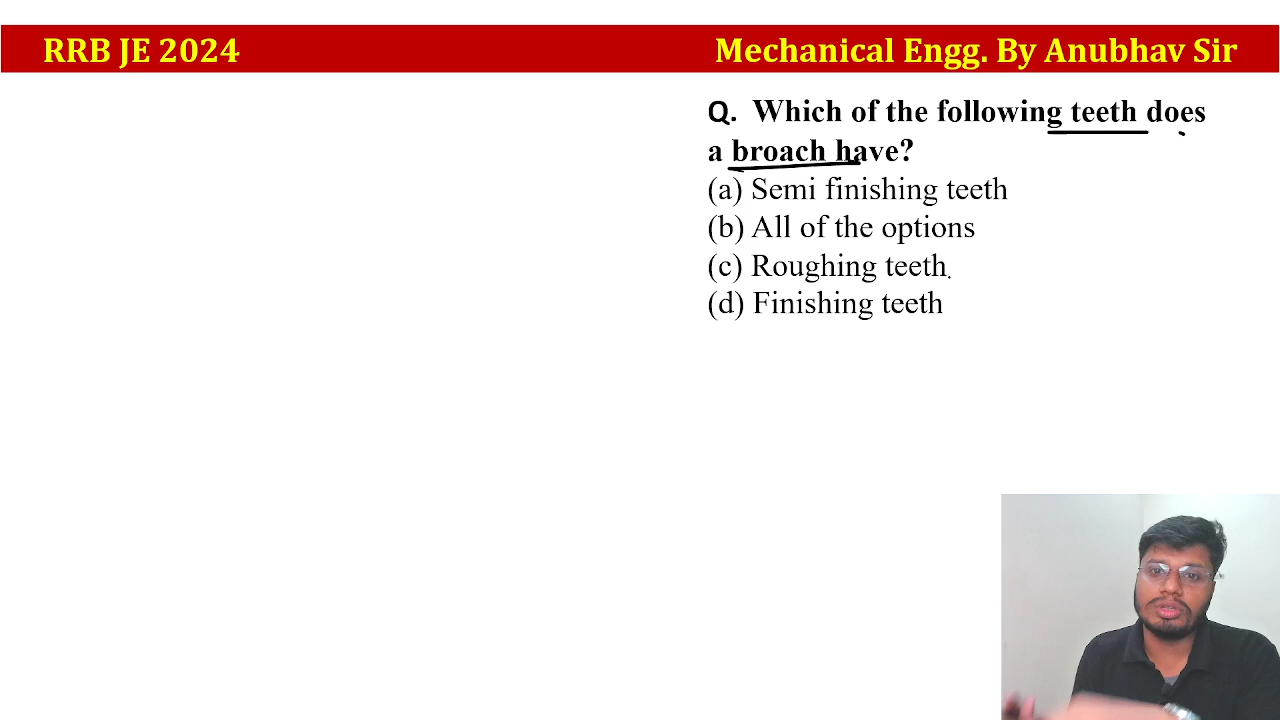 RRB JE 2024
Mechanical Engg. By Anubhav Sir
Q. Which of the following teeth does
a broach have?
(a) Semi finishing teeth
(b) All of the options
(c) Roughing teeth.
(d) Finishing teeth